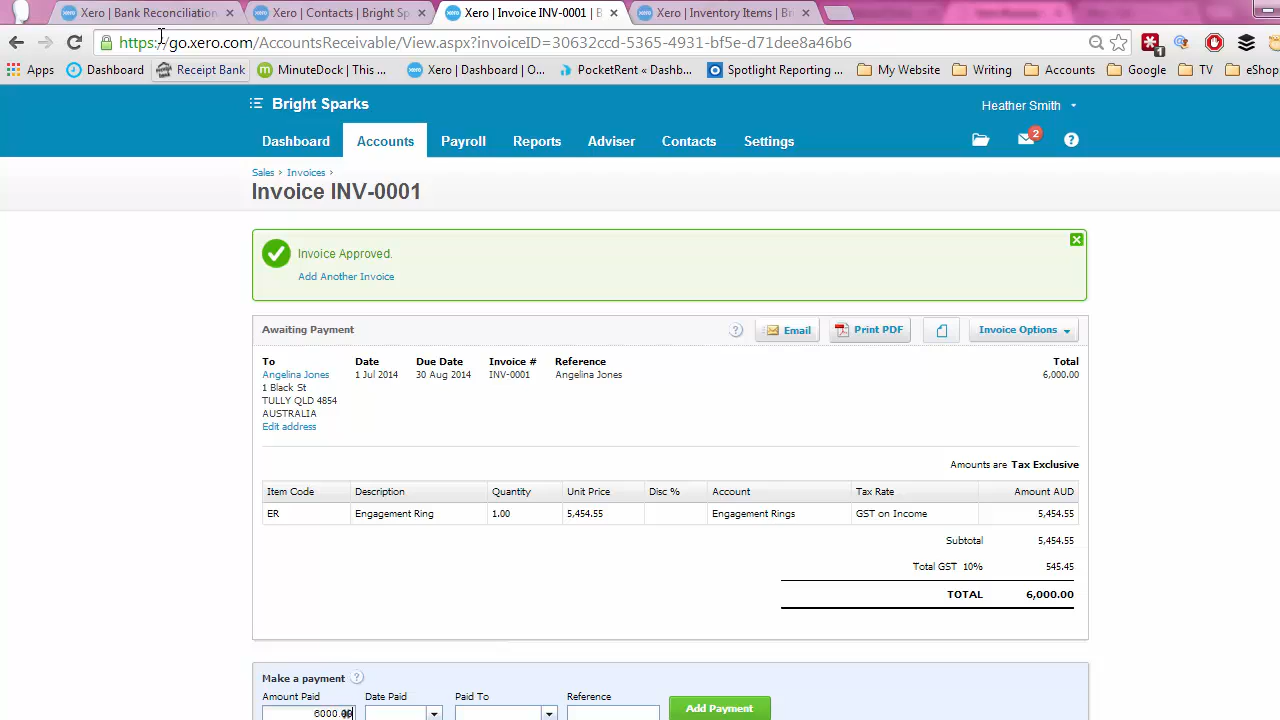 Xero | Bank Reconciliation
Xero | Contacts | Bright Sp
Xero | Invoice INV-0001 | B
Xero | Inventory Items | Bri
https://go.xero.com/AccountsReceivable/View.aspx?invoiceID=30632ccd-5365-4931-bf5e-d71dee8a46b6
1
Apps
Dashboard
Receipt Bank
MinuteDock | This ...
Xero | Dashboard | O...
PocketRent « Dashb...
Spotlight Reporting ...
My Website
Writing
Accounts
Google
TV
eShop
Bright Sparks
Heather Smith
Dashboard Accounts Payroll Reports Adviser Contacts Settings
2
?
Sales › Invoices ›
Invoice INV-0001
Invoice Approved.
Add Another Invoice
Awaiting Payment
?
Email
Print PDF
Invoice Options
To Date Due Date Invoice # Reference Total
Angelina Jones 1 Jul 2014 30 Aug 2014 INV-0001 Angelina Jones 6,000.00
1 Black St
TULLY QLD 4854
AUSTRALIA
Edit address
Amounts are Tax Exclusive
Item Code Description Quantity Unit Price Disc % Account Tax Rate Amount AUD
ER Engagement Ring 1.00 5,454.55 Engagement Rings GST on Income 5,454.55
Subtotal 5,454.55
Total GST 10% 545.45
TOTAL 6,000.00
Make a payment ?
Amount Paid Date Paid Paid To Reference
6000.00
Add Payment